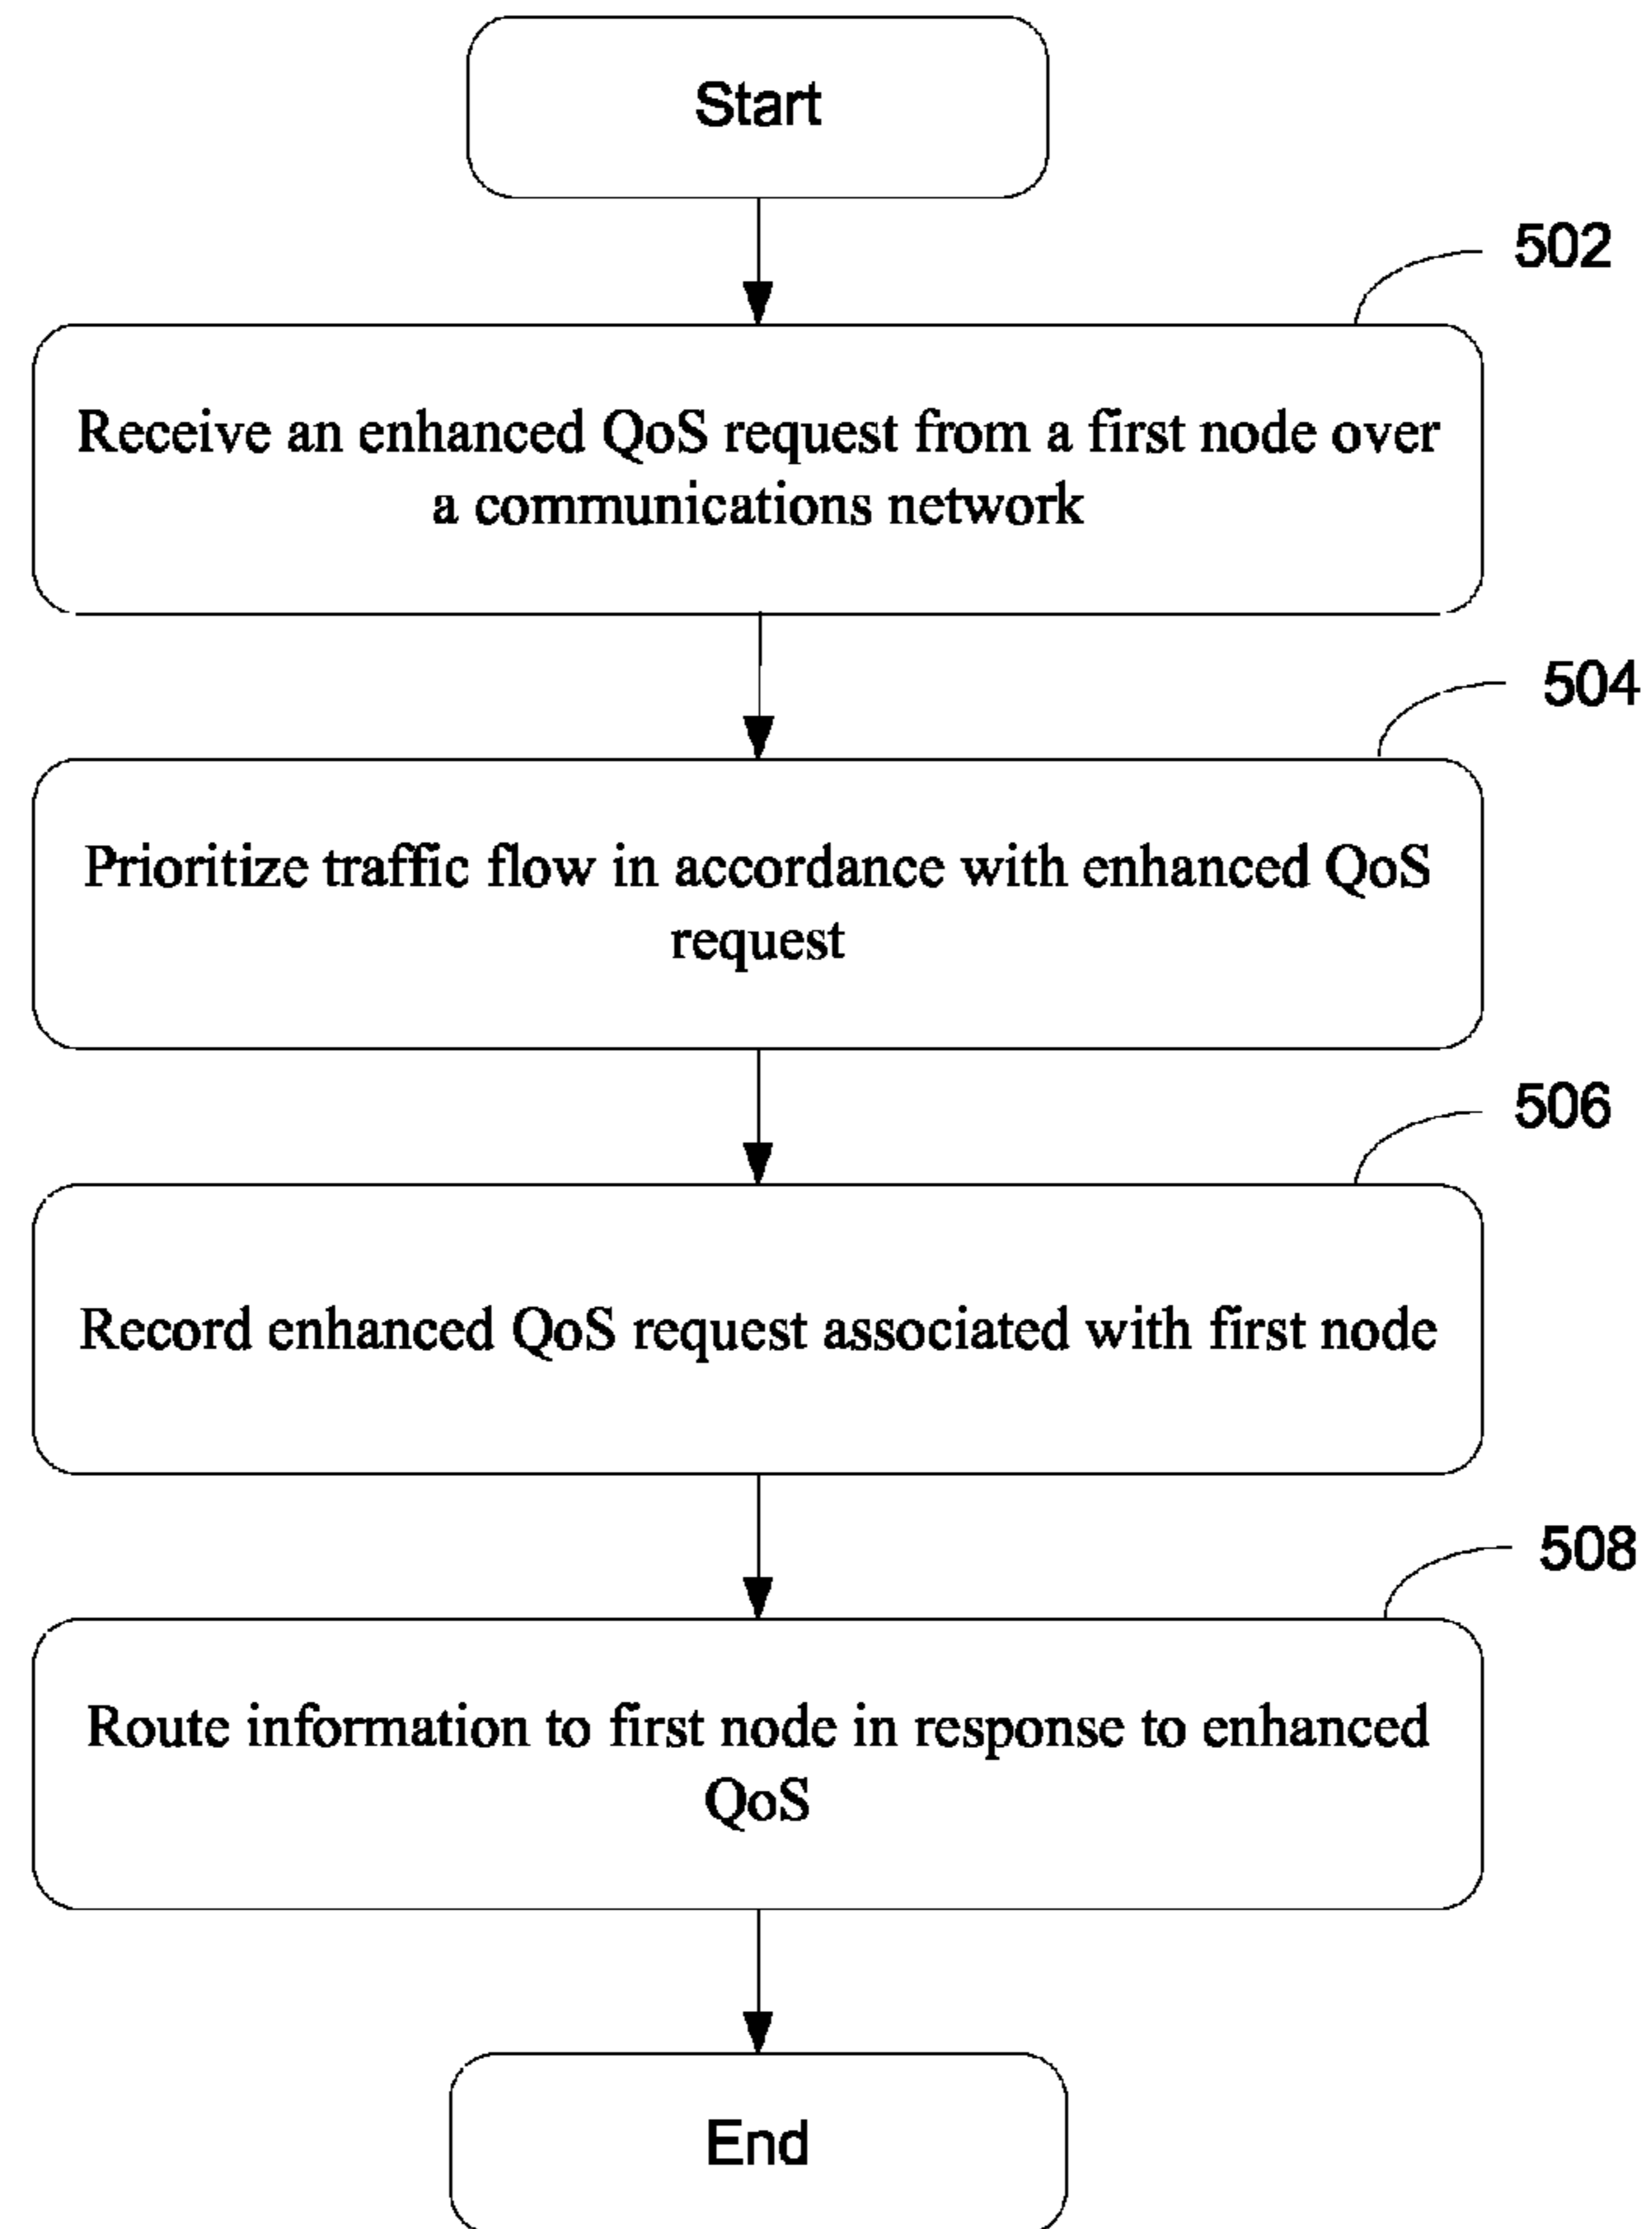 Start
502
Receive an enhanced QoS request from a first node over
a communications network
504
Prioritize traffic flow in accordance with enhanced QoS
request
506
Record enhanced QoS request associated with first node
508
Route information to first node in response to enhanced
QoS
End